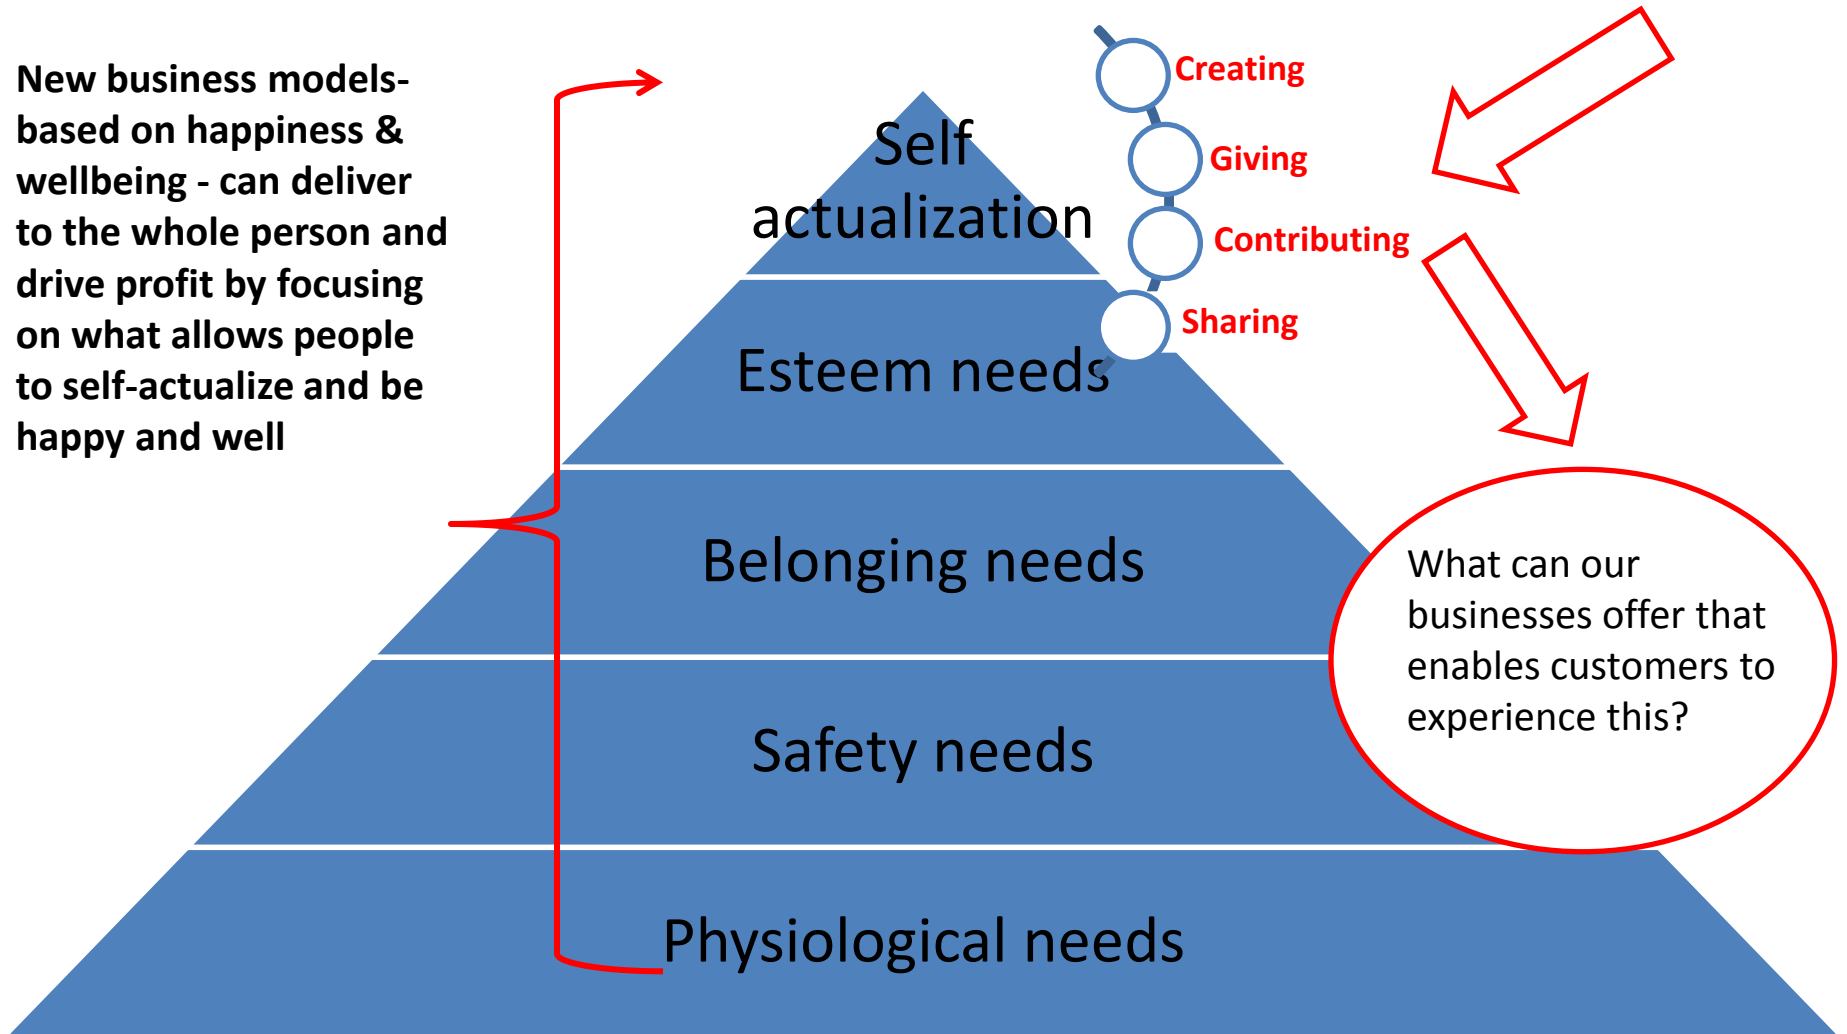 New business models-
based on happiness &
wellbeing - can deliver
to the whole person and
drive profit by focusing
on what allows people
to self-actualize and be
happy and well
Self
actualization
Esteem needs
Belonging needs
Safety needs
Physiological needs
Creating
Giving
Contributing
Sharing
What can our
businesses offer that
enables customers to
experience this?